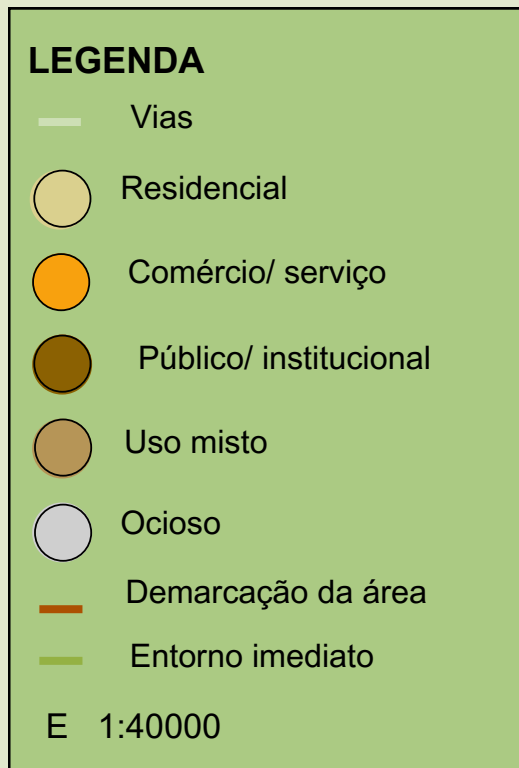 LEGENDA
Vias
Residencial
Comércio/ serviço
Público/ institucional
Uso misto
Ocioso
Demarcação da área
Entorno imediato
E 1:40000